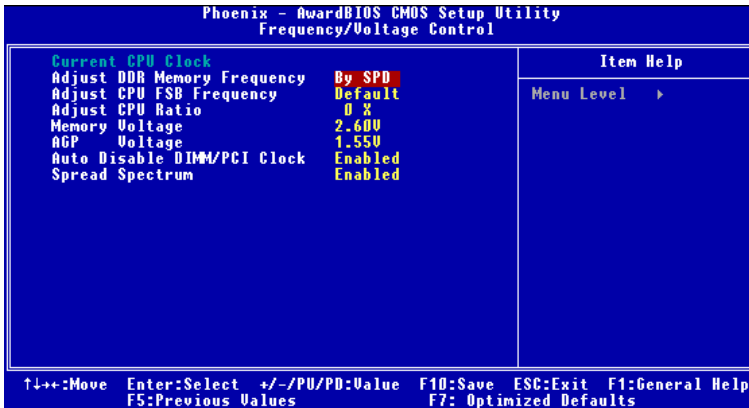 Phoenix - AwardBIOS CMOS Setup Utility
Frequency/Voltage Control
Current CPU Clock
Adjust DDR Memory Frequency By SPD
Adjust CPU FSB Frequency Default
Adjust CPU Ratio 0 X
Memory Voltage 2.60V
AGP Voltage 1.55V
Auto Disable DIMM/PCI Clock Enabled
Spread Spectrum Enabled
Item Help
Menu Level ▸
↑↓→←:Move Enter:Select +/-/PU/PD:Value F10:Save ESC:Exit F1:General Help
F5:Previous Values F7: Optimized Defaults